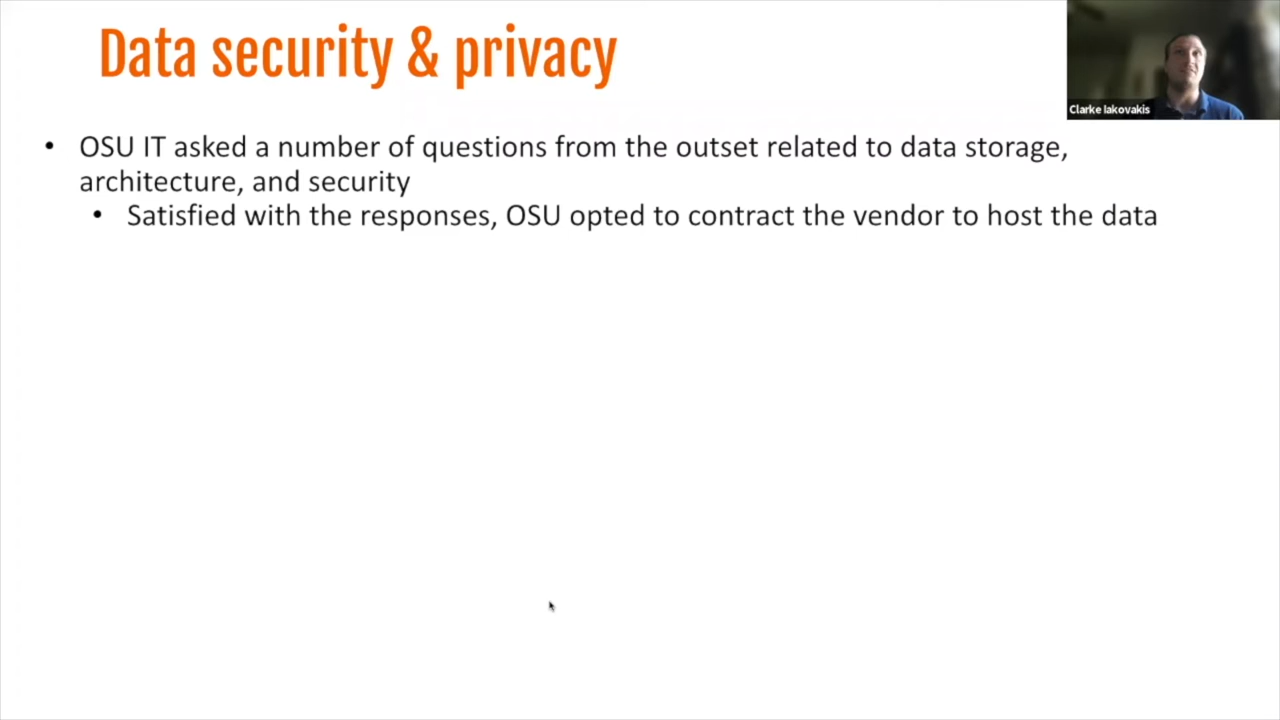 Data security & privacy
Clarke Iakovakis
• OSU IT asked a number of questions from the outset related to data storage,
architecture, and security
• Satisfied with the responses, OSU opted to contract the vendor to host the data